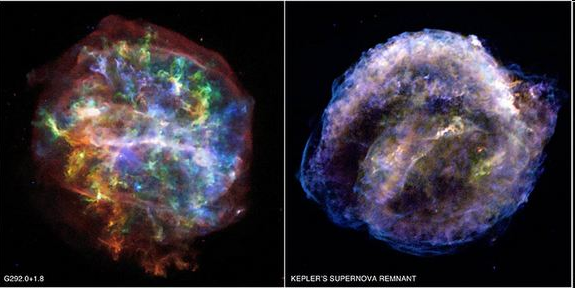 G292.0+1.8
KEPLER'S SUPERNOVA REMNANT